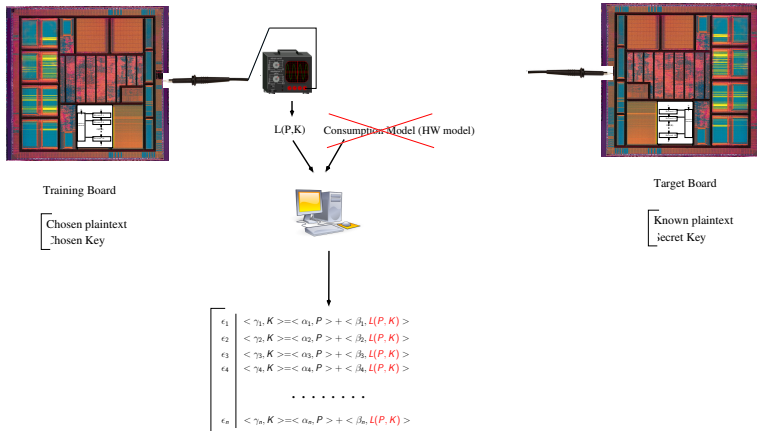 L(P,K)
Consumption Model (HW model)
Training Board
Chosen plaintext
Chosen Key
Target Board
Known plaintext
Secret Key
ϵ₁ < γ₁, K >=< α₁, P > + < β₁, L(P, K) >
ϵ₂ < γ₂, K >=< α₂, P > + < β₂, L(P, K) >
ϵ₃ < γ₃, K >=< α₃, P > + < β₃, L(P, K) >
ϵ₄ < γ₄, K >=< α₄, P > + < β₄, L(P, K) >
. . . . . . . .
ϵₙ < γₙ, K >=< αₙ, P > + < βₙ, L(P, K) >